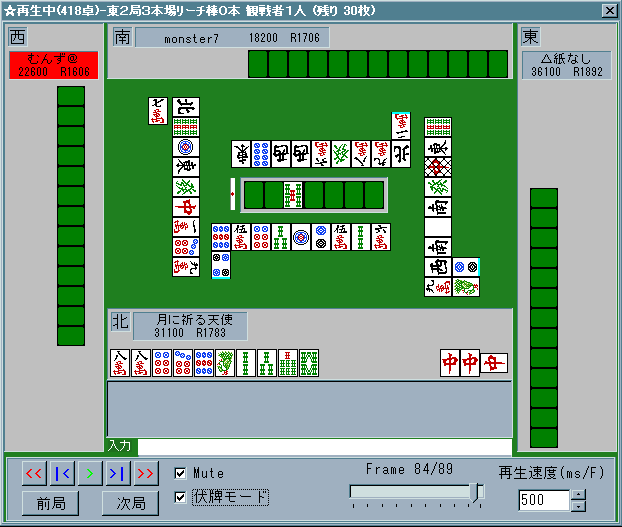 ☆再生中(418卓)-東2局3本場リーチ棒0本 観戦者1人 (残り 30枚)
西
むんず@
22600 R1606
南
monster7 18200 R1706
東
△紙なし
36100 R1892
北
月に祈る天使
31100 R1783
入力
<< |< > >| >>
Mute
Frame 84/89
再生速度(ms/F)
前局
次局
伏牌モード
500